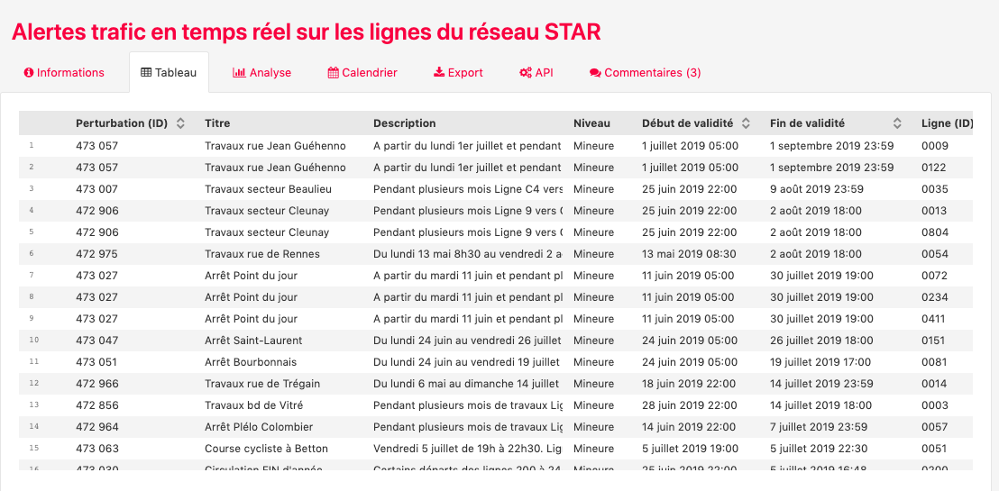 Alertes trafic en temps réel sur les lignes du réseau STAR
Informations Tableau Analyse Calendrier Export API Commentaires (3)
Perturbation (ID) Titre Description Niveau Début de validité Fin de validité Ligne (ID)
1 473 057 Travaux rue Jean Guéhenno A partir du lundi 1er juillet et pendant Mineure 1 juillet 2019 05:00 1 septembre 2019 23:59 0009
2 473 057 Travaux rue Jean Guéhenno A partir du lundi 1er juillet et pendant Mineure 1 juillet 2019 05:00 1 septembre 2019 23:59 0122
3 473 007 Travaux secteur Beaulieu Pendant plusieurs mois Ligne C4 vers Mineure 25 juin 2019 22:00 9 août 2019 23:59 0035
4 472 906 Travaux secteur Cleunay Pendant plusieurs mois Ligne 9 vers Mineure 25 juin 2019 22:00 2 août 2019 18:00 0013
5 472 906 Travaux secteur Cleunay Pendant plusieurs mois Ligne 9 vers Mineure 25 juin 2019 22:00 2 août 2019 18:00 0804
6 472 975 Travaux rue de Rennes Du lundi 13 mai 8h30 au vendredi 2 a Mineure 13 mai 2019 08:30 2 août 2019 18:00 0054
7 473 027 Arrêt Point du jour A partir du mardi 11 juin et pendant pl Mineure 11 juin 2019 05:00 30 juillet 2019 19:00 0072
8 473 027 Arrêt Point du jour A partir du mardi 11 juin et pendant pl Mineure 11 juin 2019 05:00 30 juillet 2019 19:00 0234
9 473 027 Arrêt Point du jour A partir du mardi 11 juin et pendant pl Mineure 11 juin 2019 05:00 30 juillet 2019 19:00 0411
10 473 047 Arrêt Saint-Laurent Du lundi 24 juin au vendredi 26 juillet Mineure 24 juin 2019 05:00 26 juillet 2019 18:00 0151
11 473 051 Arrêt Bourbonnais Du lundi 24 juin au vendredi 19 juillet Mineure 24 juin 2019 05:00 19 juillet 2019 17:00 0081
12 472 966 Travaux rue de Trégain Du lundi 6 mai au dimanche 14 juillet Mineure 18 juin 2019 22:00 14 juillet 2019 23:59 0014
13 472 856 Travaux bd de Vitré Pendant plusieurs mois de travaux Lig Mineure 28 juin 2019 22:00 14 juillet 2019 18:00 0003
14 472 964 Arrêt Plélo Colombier Pendant plusieurs mois de travaux Lig Mineure 14 juin 2019 22:00 7 juillet 2019 23:59 0057
15 473 063 Course cycliste à Betton Vendredi 5 juillet de 19h à 22h30. Lig Mineure 5 juillet 2019 19:00 5 juillet 2019 22:30 0051
16 473 030 Circulation FIN d'année Certains départs des lignes 200 à 24 Mineure 25 juin 2019 22:00 5 juillet 2019 16:48 0200